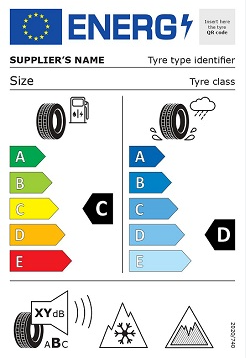 ENERG
Insert here
the tyre
QR code
SUPPLIER'S NAME
Tyre type identifier
Size
Tyre class
A
B
C
D
E
C
A
B
C
D
E
D
XYdB
ABC
2020/740